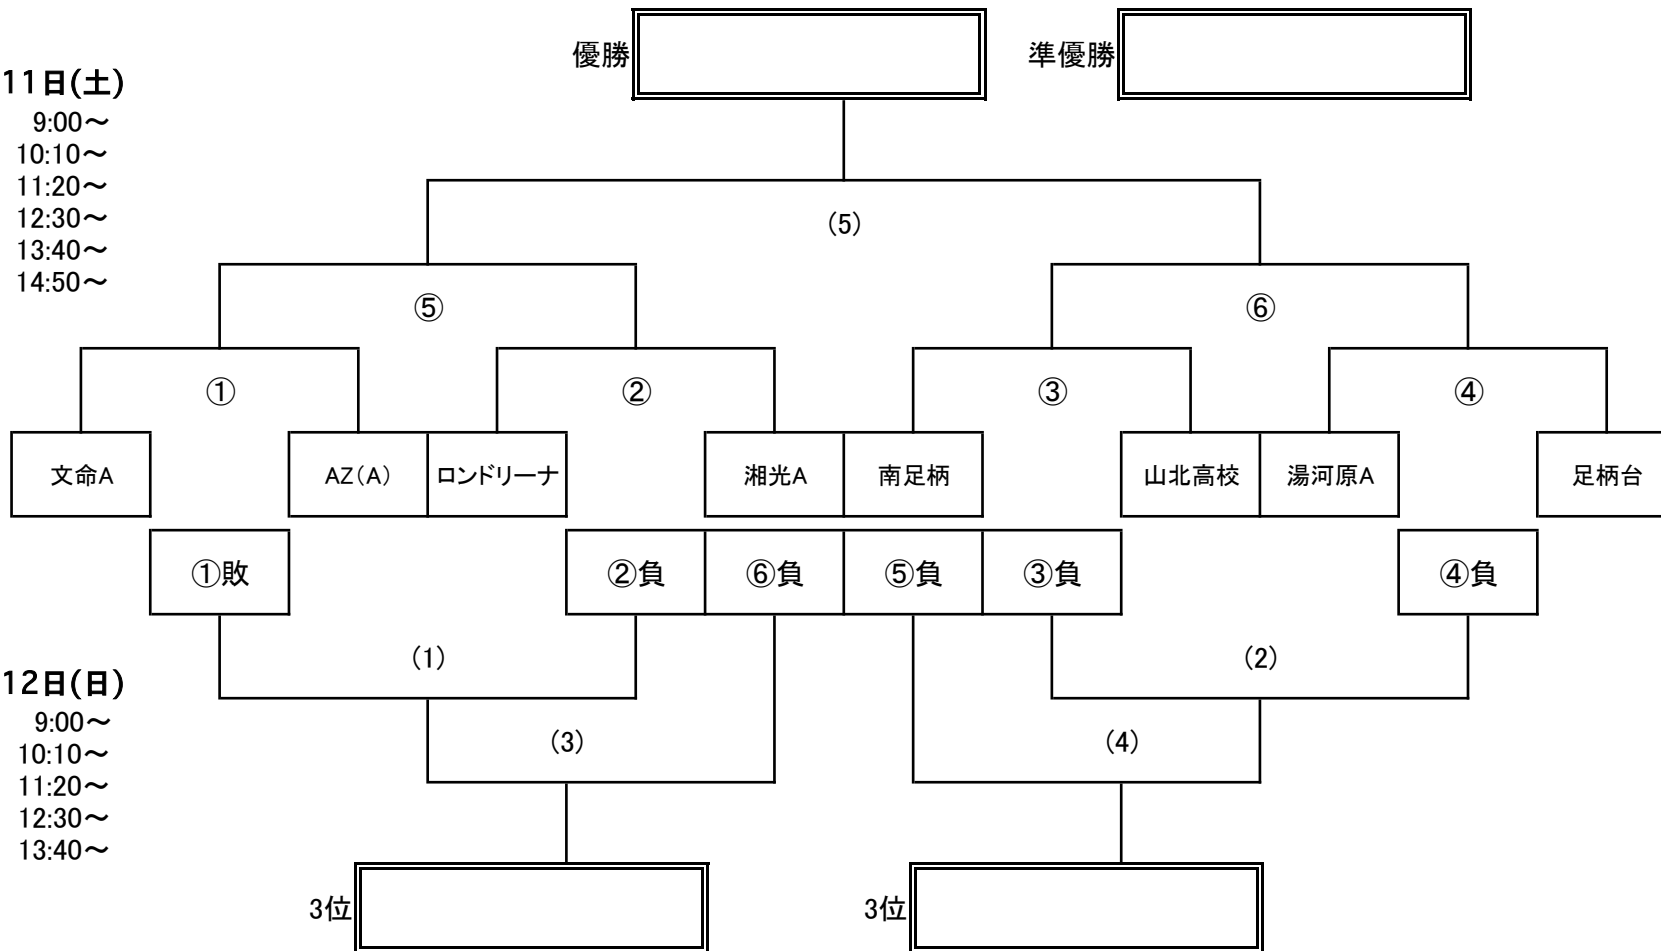 優勝
準優勝
11日(土)
9:00～
10:10～
11:20～
12:30～
13:40～
14:50～
(5)
⑤
⑥
①
②
③
④
文命A
AZ(A)
ロンドリーナ
湘光A
南足柄
山北高校
湯河原A
足柄台
①敗
②負
⑥負
⑤負
③負
④負
(1)
(2)
12日(日)
9:00～
10:10～
11:20～
12:30～
13:40～
(3)
(4)
3位
3位